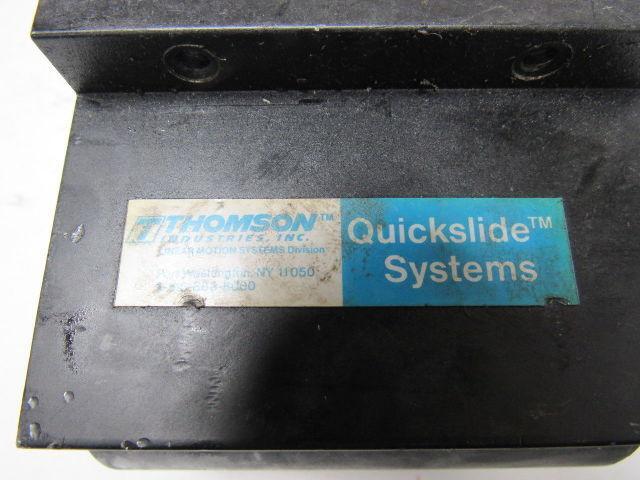 THOMSON™
INDUSTRIES, INC.
LINEAR MOTION SYSTEMS Division
Port Washington, NY 11050
Quickslide™
Systems